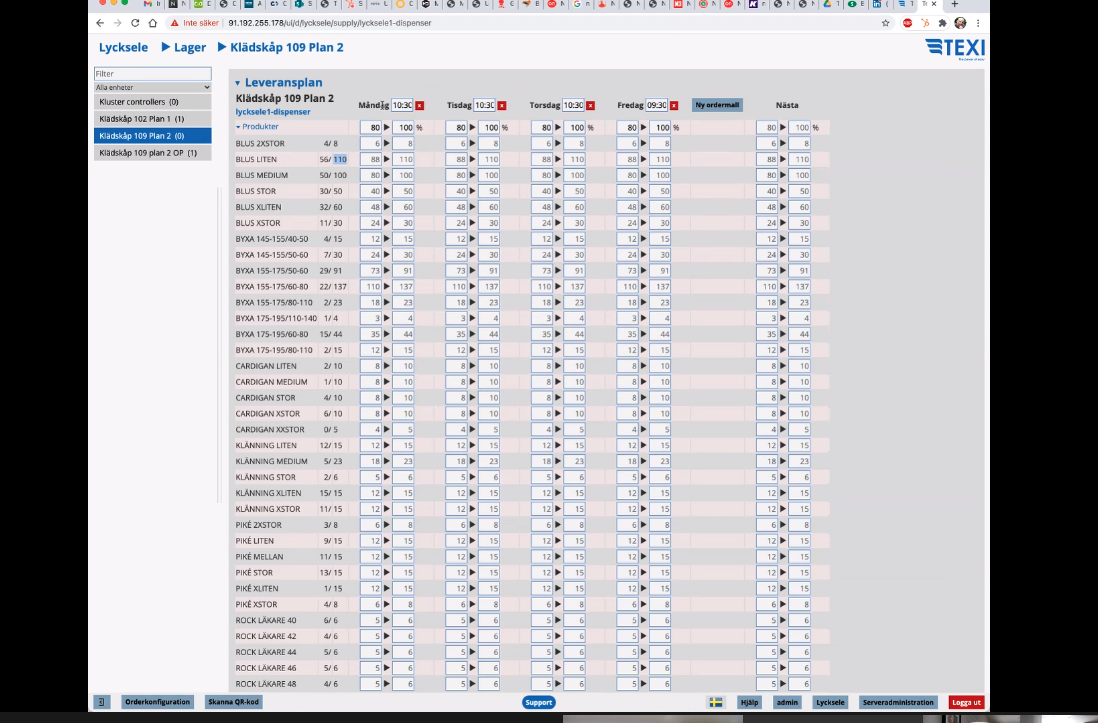 Inte säker 91.192.255.178/ui/d/lycksele/supply/lycksele1-dispenser
Lycksele ▶ Lager ▶ Klädskåp 109 Plan 2
TEXI
Filter
Alla enheter
Kluster controllers (0)
Klädskåp 102 Plan 1 (1)
Klädskåp 109 Plan 2 (0)
Klädskåp 109 plan 2 OP (1)
▼ Leveransplan
Klädskåp 109 Plan 2
lycksele1-dispenser
Måndag 10:30 x Tisdag 10:30 x Torsdag 10:30 x Fredag 09:30 x Ny ordermall Nästa
Produkter 80 ▶ 100 % 80 ▶ 100 % 80 ▶ 100 % 80 ▶ 100 % 80 ▶ 100 %
BLUS 2XSTOR 4/ 8 6 ▶ 8 6 ▶ 8 6 ▶ 8 6 ▶ 8 6 ▶ 8
BLUS LITEN 56/ 110 88 ▶ 110 88 ▶ 110 88 ▶ 110 88 ▶ 110 88 ▶ 110
BLUS MEDIUM 50/ 100 80 ▶ 100 80 ▶ 100 80 ▶ 100 80 ▶ 100 80 ▶ 100
BLUS STOR 30/ 50 40 ▶ 50 40 ▶ 50 40 ▶ 50 40 ▶ 50 40 ▶ 50
BLUS XLITEN 32/ 60 48 ▶ 60 48 ▶ 60 48 ▶ 60 48 ▶ 60 48 ▶ 60
BLUS XSTOR 11/ 30 24 ▶ 30 24 ▶ 30 24 ▶ 30 24 ▶ 30 24 ▶ 30
BYXA 145-155/40-50 4/ 15 12 ▶ 15 12 ▶ 15 12 ▶ 15 12 ▶ 15 12 ▶ 15
BYXA 145-155/50-60 7/ 30 24 ▶ 30 24 ▶ 30 24 ▶ 30 24 ▶ 30 24 ▶ 30
BYXA 155-175/50-60 29/ 91 73 ▶ 91 73 ▶ 91 73 ▶ 91 73 ▶ 91 73 ▶ 91
BYXA 155-175/60-80 22/ 137 110 ▶ 137 110 ▶ 137 110 ▶ 137 110 ▶ 137 110 ▶ 137
BYXA 155-175/80-110 2/ 23 18 ▶ 23 18 ▶ 23 18 ▶ 23 18 ▶ 23 18 ▶ 23
BYXA 175-195/110-140 1/ 4 3 ▶ 4 3 ▶ 4 3 ▶ 4 3 ▶ 4 3 ▶ 4
BYXA 175-195/60-80 15/ 44 35 ▶ 44 35 ▶ 44 35 ▶ 44 35 ▶ 44 35 ▶ 44
BYXA 175-195/80-110 2/ 15 12 ▶ 15 12 ▶ 15 12 ▶ 15 12 ▶ 15 12 ▶ 15
CARDIGAN LITEN 2/ 10 8 ▶ 10 8 ▶ 10 8 ▶ 10 8 ▶ 10 8 ▶ 10
CARDIGAN MEDIUM 1/ 10 8 ▶ 10 8 ▶ 10 8 ▶ 10 8 ▶ 10 8 ▶ 10
CARDIGAN STOR 4/ 10 8 ▶ 10 8 ▶ 10 8 ▶ 10 8 ▶ 10 8 ▶ 10
CARDIGAN XSTOR 6/ 10 8 ▶ 10 8 ▶ 10 8 ▶ 10 8 ▶ 10 8 ▶ 10
CARDIGAN XXSTOR 0/ 5 4 ▶ 5 4 ▶ 5 4 ▶ 5 4 ▶ 5 4 ▶ 5
KLÄNNING LITEN 12/ 15 12 ▶ 15 12 ▶ 15 12 ▶ 15 12 ▶ 15 12 ▶ 15
KLÄNNING MEDIUM 5/ 23 18 ▶ 23 18 ▶ 23 18 ▶ 23 18 ▶ 23 18 ▶ 23
KLÄNNING STOR 2/ 6 5 ▶ 6 5 ▶ 6 5 ▶ 6 5 ▶ 6 5 ▶ 6
KLÄNNING XLITEN 15/ 15 12 ▶ 15 12 ▶ 15 12 ▶ 15 12 ▶ 15 12 ▶ 15
KLÄNNING XSTOR 11/ 15 12 ▶ 15 12 ▶ 15 12 ▶ 15 12 ▶ 15 12 ▶ 15
PIKÉ 2XSTOR 3/ 8 6 ▶ 8 6 ▶ 8 6 ▶ 8 6 ▶ 8 6 ▶ 8
PIKÉ LITEN 9/ 15 12 ▶ 15 12 ▶ 15 12 ▶ 15 12 ▶ 15 12 ▶ 15
PIKÉ MELLAN 11/ 15 12 ▶ 15 12 ▶ 15 12 ▶ 15 12 ▶ 15 12 ▶ 15
PIKÉ STOR 13/ 15 12 ▶ 15 12 ▶ 15 12 ▶ 15 12 ▶ 15 12 ▶ 15
PIKÉ XLITEN 1/ 15 12 ▶ 15 12 ▶ 15 12 ▶ 15 12 ▶ 15 12 ▶ 15
PIKÉ XSTOR 4/ 8 6 ▶ 8 6 ▶ 8 6 ▶ 8 6 ▶ 8 6 ▶ 8
ROCK LÄKARE 40 6/ 6 5 ▶ 6 5 ▶ 6 5 ▶ 6 5 ▶ 6 5 ▶ 6
ROCK LÄKARE 42 4/ 6 5 ▶ 6 5 ▶ 6 5 ▶ 6 5 ▶ 6 5 ▶ 6
ROCK LÄKARE 44 5/ 6 5 ▶ 6 5 ▶ 6 5 ▶ 6 5 ▶ 6 5 ▶ 6
ROCK LÄKARE 46 5/ 6 5 ▶ 6 5 ▶ 6 5 ▶ 6 5 ▶ 6 5 ▶ 6
ROCK LÄKARE 48 4/ 6 5 ▶ 6 5 ▶ 6 5 ▶ 6 5 ▶ 6 5 ▶ 6
Orderkonfiguration Skanna QR-kod Support Hjälp admin Lycksele Serveradministration Logga ut